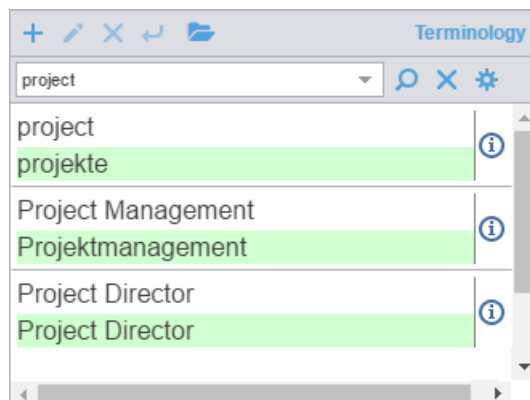 Terminology
project
project
projekte
Project Management
Projektmanagement
Project Director
Project Director